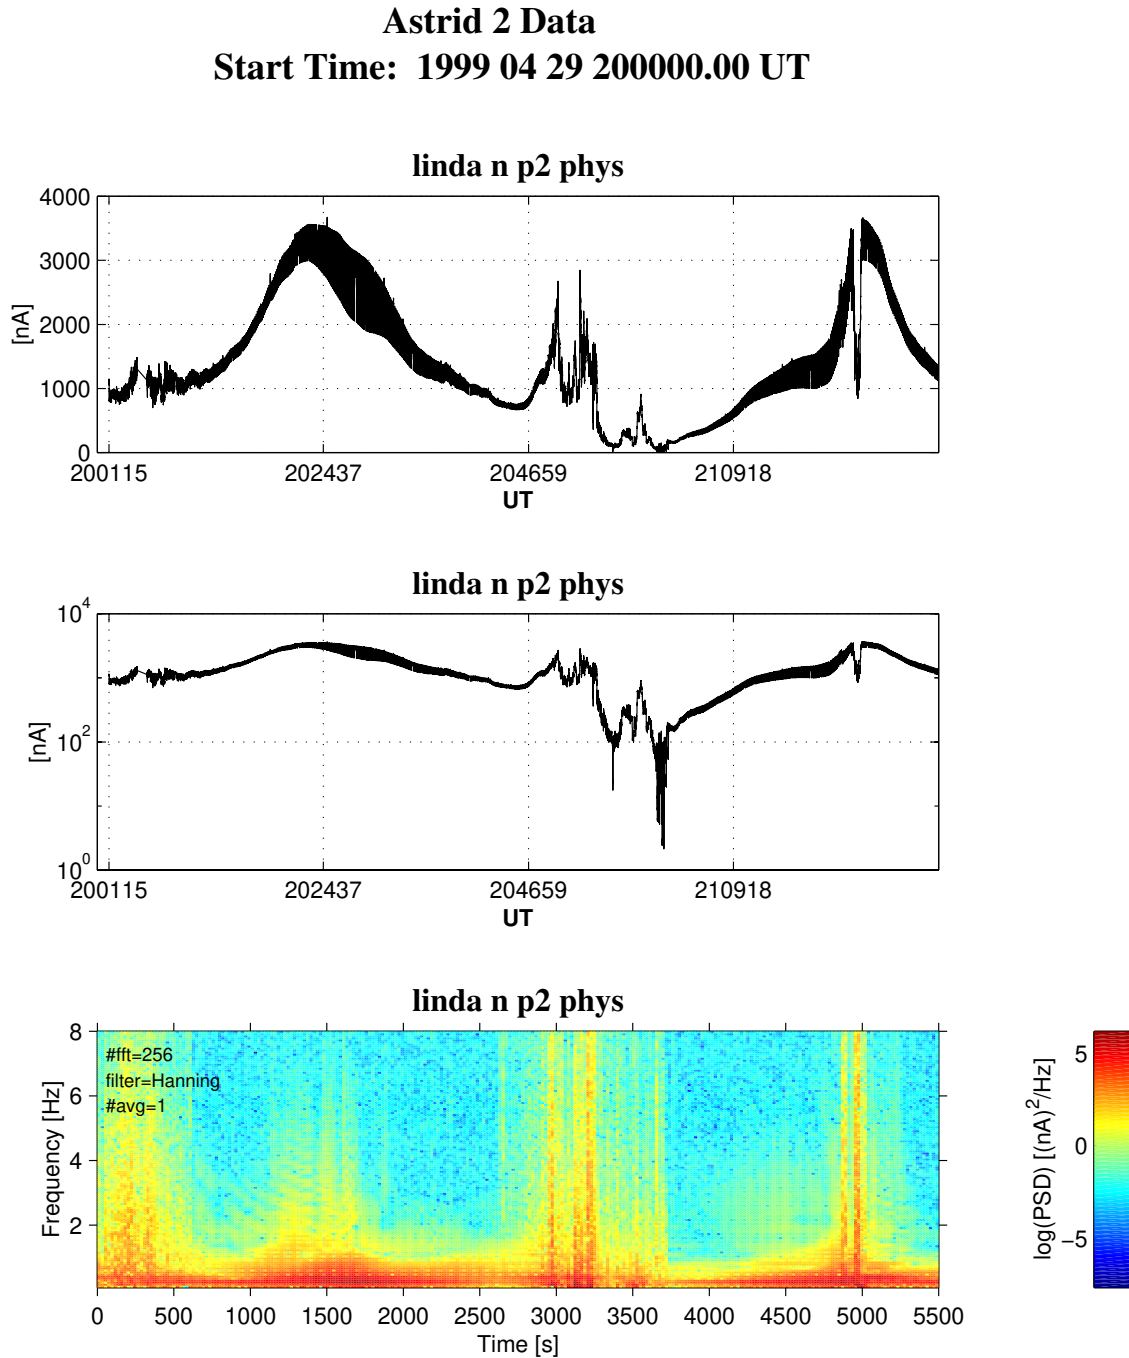 Astrid 2 Data
Start Time:  1999 04 29 200000.00 UT
linda n p2 phys
4000
3000
2000
1000
0
[nA]
200115 202437 204659 210918
UT
linda n p2 phys
10^4
10^2
10^0
[nA]
200115 202437 204659 210918
UT
linda n p2 phys
8
6
4
2
Frequency [Hz]
#fft=256
filter=Hanning
#avg=1
0 500 1000 1500 2000 2500 3000 3500 4000 4500 5000 5500
Time [s]
log(PSD) [(nA)^2/Hz]
5
0
−5